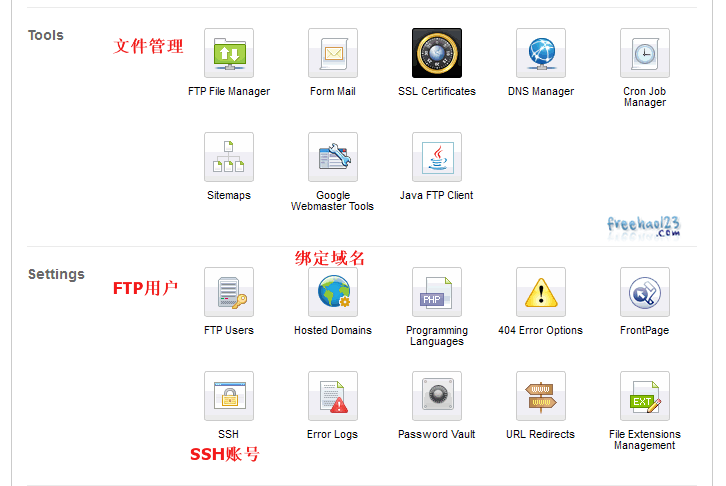 Tools
文件管理
FTP File Manager
Form Mail
SSL Certificates
DNS Manager
Cron Job
Manager
Sitemaps
Google
Webmaster Tools
Java FTP Client
freehao123
.com
Settings
FTP用户
绑定域名
FTP Users
Hosted Domains
PHP
Programming
Languages
404 Error Options
FrontPage
SSH
Error Logs
Password Vault
WWW
WWW
URL Redirects
EXT
File Extensions
Management
SSH账号